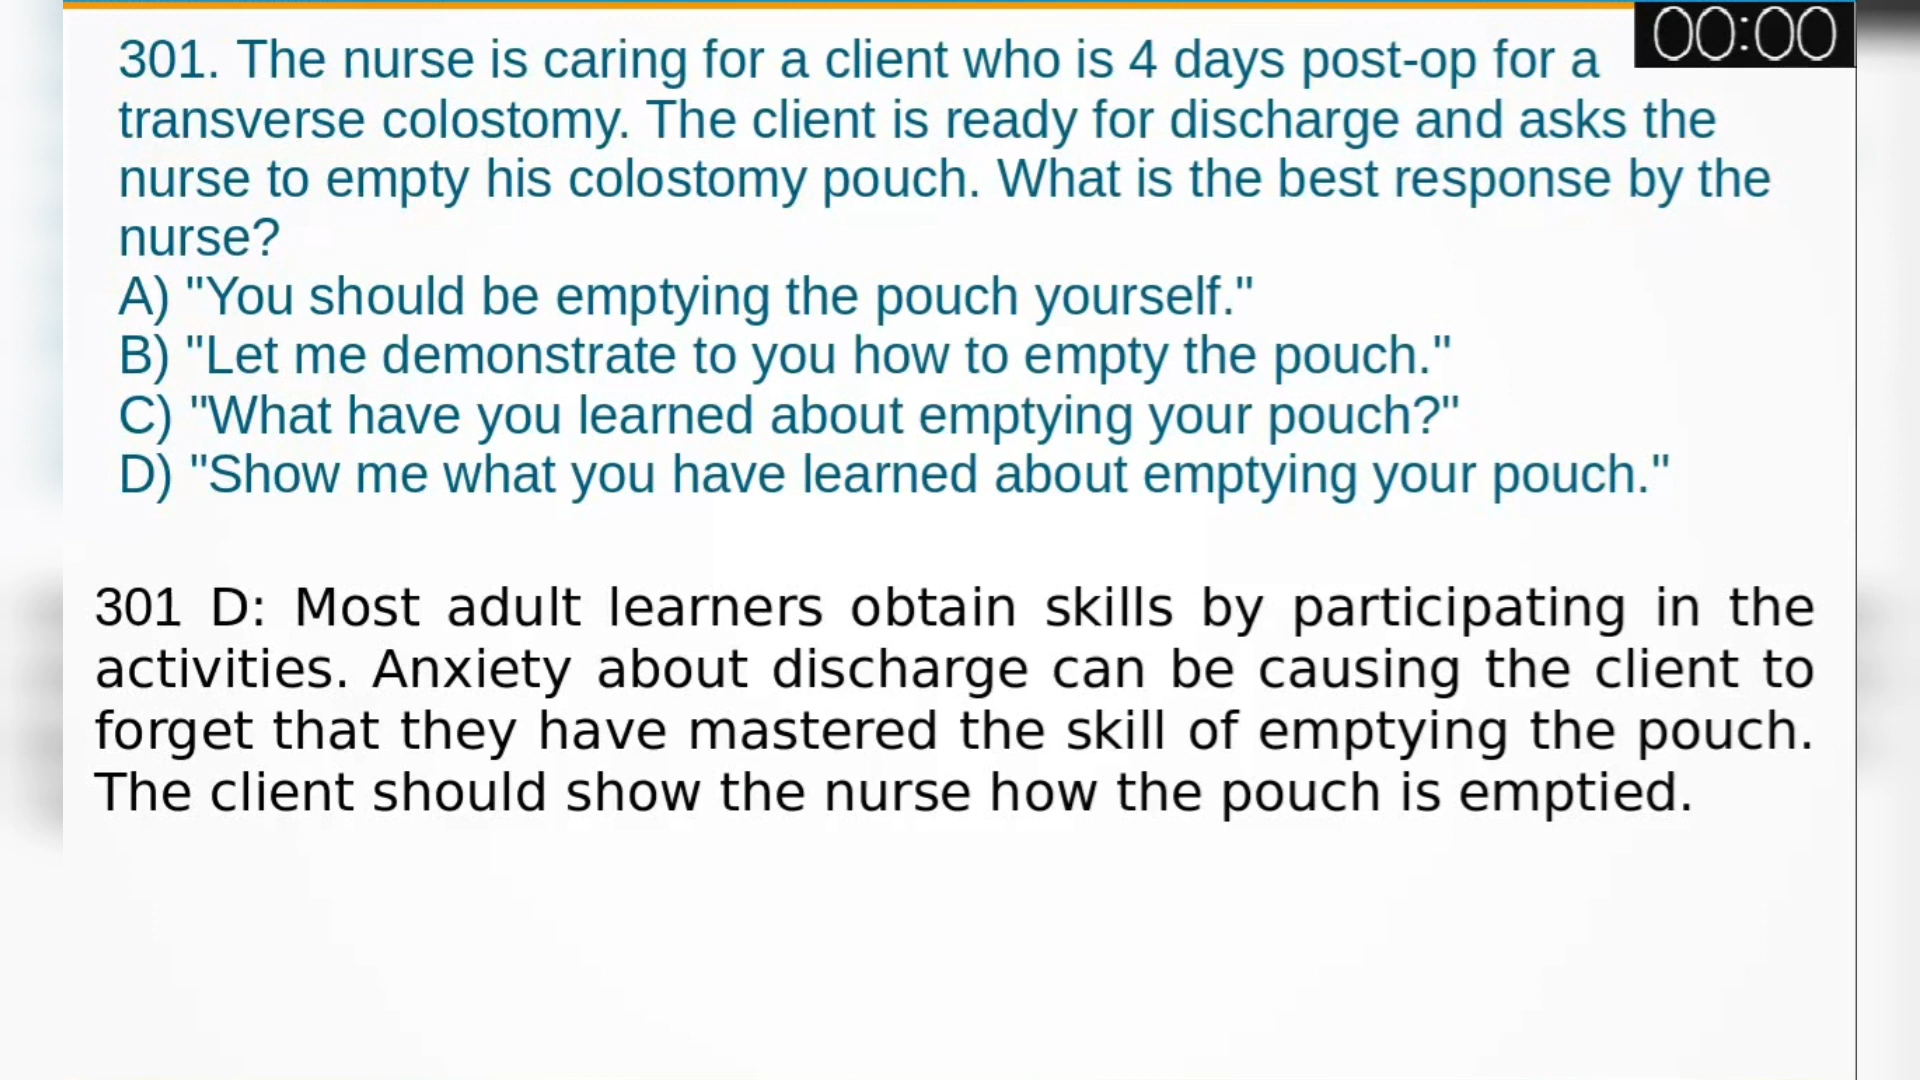 00:00
301. The nurse is caring for a client who is 4 days post-op for a
transverse colostomy. The client is ready for discharge and asks the
nurse to empty his colostomy pouch. What is the best response by the
nurse?
A) "You should be emptying the pouch yourself."
B) "Let me demonstrate to you how to empty the pouch."
C) "What have you learned about emptying your pouch?"
D) "Show me what you have learned about emptying your pouch."
301 D: Most adult learners obtain skills by participating in the
activities. Anxiety about discharge can be causing the client to
forget that they have mastered the skill of emptying the pouch.
The client should show the nurse how the pouch is emptied.